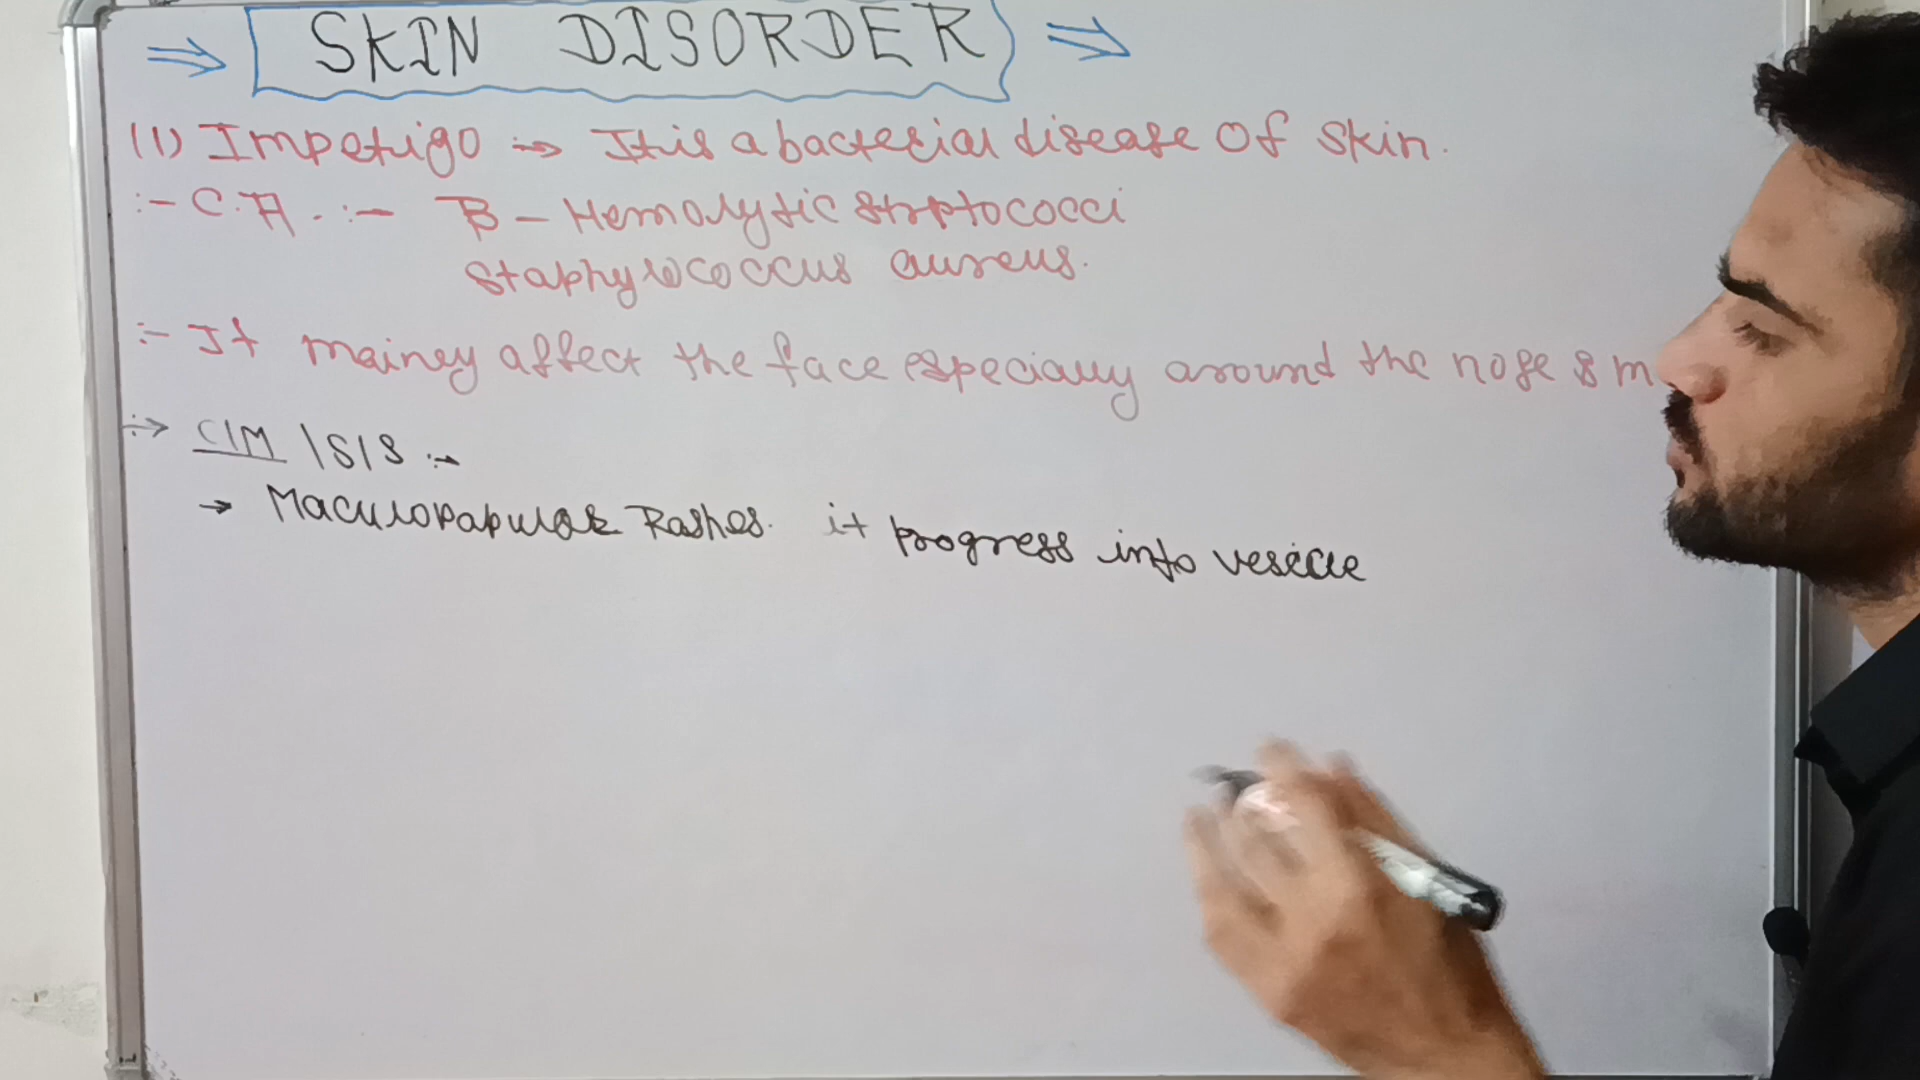 ⇒ SKIN DISORDER ⇒
(1) Impetigo → It is a bacterial disease of skin.
:- C.A. :- B - Hemolytic Strptococci
Staphylococcus aureus.
:- It mainly affect the face especially around the nose & m
→ C/M /S/S :-
→ Maculopapular Rashes. it progress into vesicle